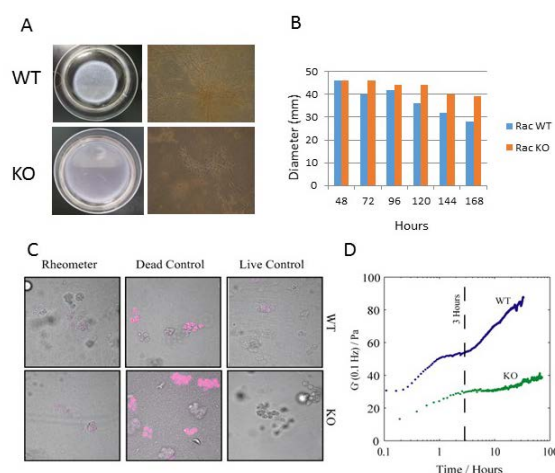 A
WT
KO
B
Diameter (mm)
50
40
30
20
10
0
48 72 96 120 144 168
Hours
Rac WT
Rac KO
C
Rheometer Dead Control Live Control
WT
KO
D
G' (0.1 Hz) / Pa
100
80
60
40
20
0
3 Hours
WT
KO
0.1 1 10 100
Time / Hours